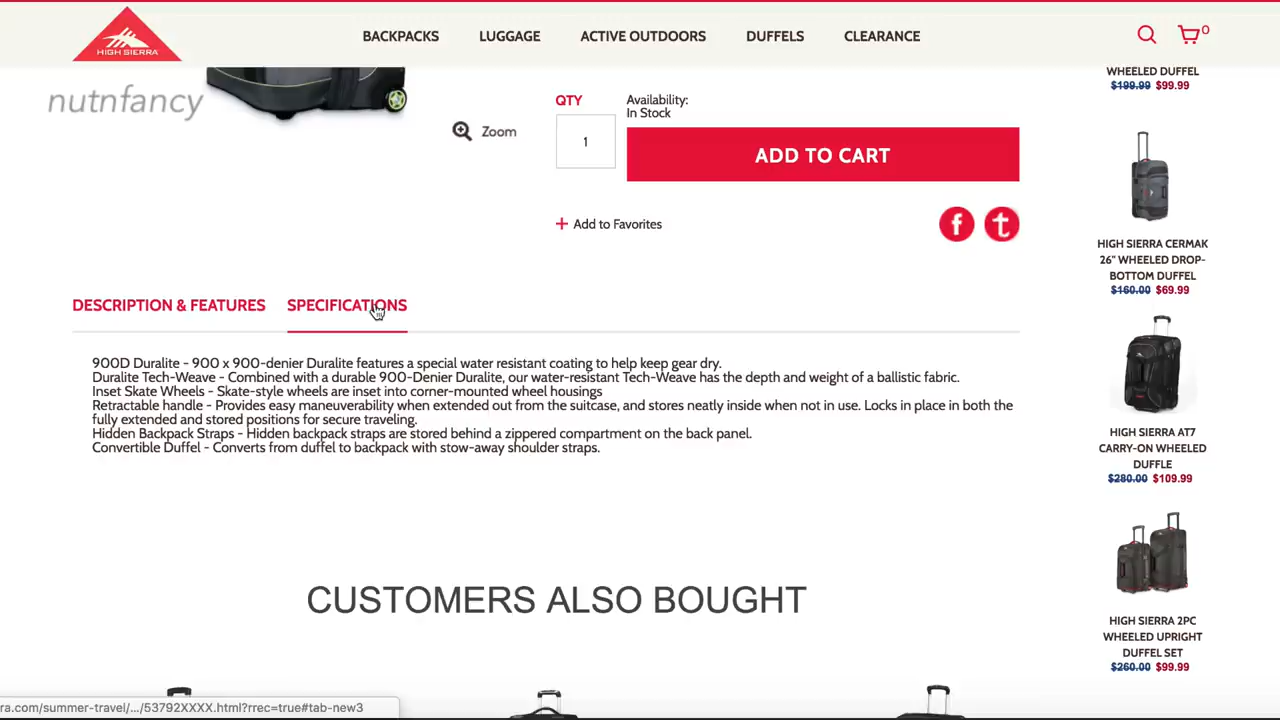 HIGH SIERRA
BACKPACKS
LUGGAGE
ACTIVE OUTDOORS
DUFFELS
CLEARANCE
0
nutnfancy
Zoom
QTY
1
Availability:
In Stock
ADD TO CART
+ Add to Favorites
f
t
DESCRIPTION & FEATURES
SPECIFICATIONS
900D Duralite - 900 x 900-denier Duralite features a special water resistant coating to help keep gear dry.
Duralite Tech-Weave - Combined with a durable 900-Denier Duralite, our water-resistant Tech-Weave has the depth and weight of a ballistic fabric.
Inset Skate Wheels - Skate-style wheels are inset into corner-mounted wheel housings
Retractable handle - Provides easy maneuverability when extended out from the suitcase, and stores neatly inside when not in use. Locks in place in both the
fully extended and stored positions for secure traveling.
Hidden Backpack Straps - Hidden backpack straps are stored behind a zippered compartment on the back panel.
Convertible Duffel - Converts from duffel to backpack with stow-away shoulder straps.
WHEELED DUFFEL
$199.99 $99.99
HIGH SIERRA CERMAK
26" WHEELED DROP-
BOTTOM DUFFEL
$160.00 $69.99
HIGH SIERRA AT7
CARRY-ON WHEELED
DUFFLE
$280.00 $109.99
HIGH SIERRA 2PC
WHEELED UPRIGHT
DUFFEL SET
$260.00 $99.99
CUSTOMERS ALSO BOUGHT
ra.com/summer-travel/.../53792XXXX.html?rrec=true#tab-new3